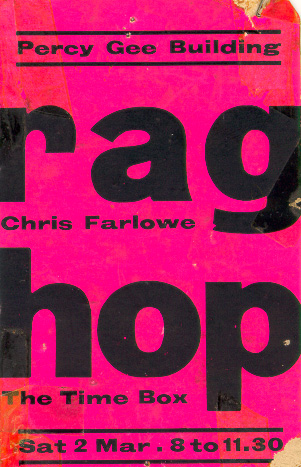 Percy Gee Building
rag
Chris Farlowe
hop
The Time Box
Sat 2 Mar . 8 to 11.30